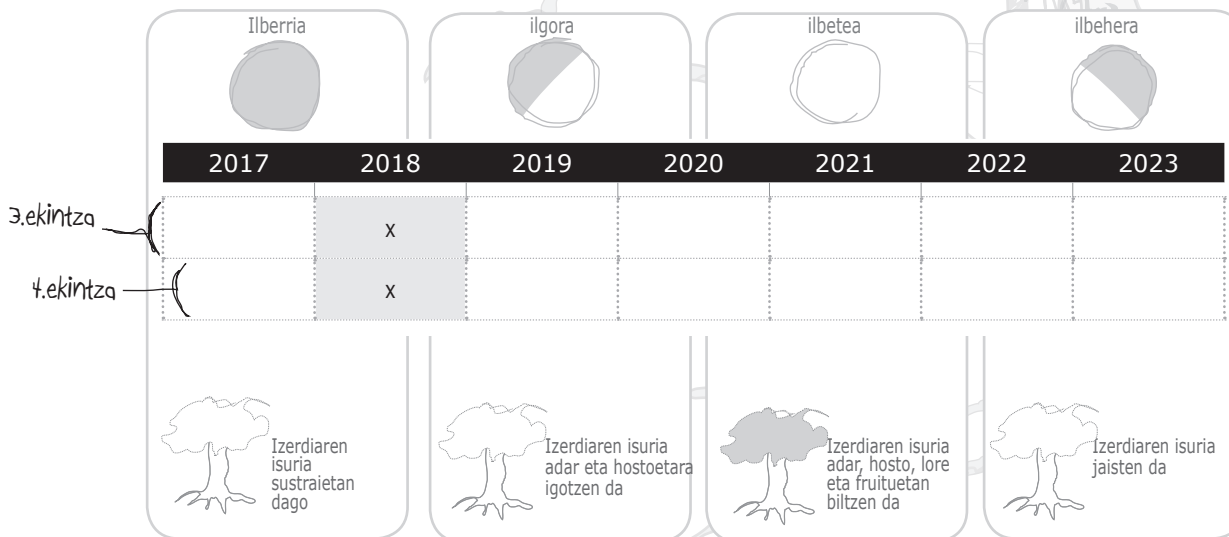 Ilberria
ilgora
ilbetea
ilbehera
2017 2018 2019 2020 2021 2022 2023
3.ekintza x
4.ekintza x
Izerdiaren
isuria
sustraietan
dago
Izerdiaren isuria
adar eta hostoetara
igotzen da
Izerdiaren isuria
adar, hosto, lore
eta fruituetan
biltzen da
Izerdiaren isuria
jaisten da